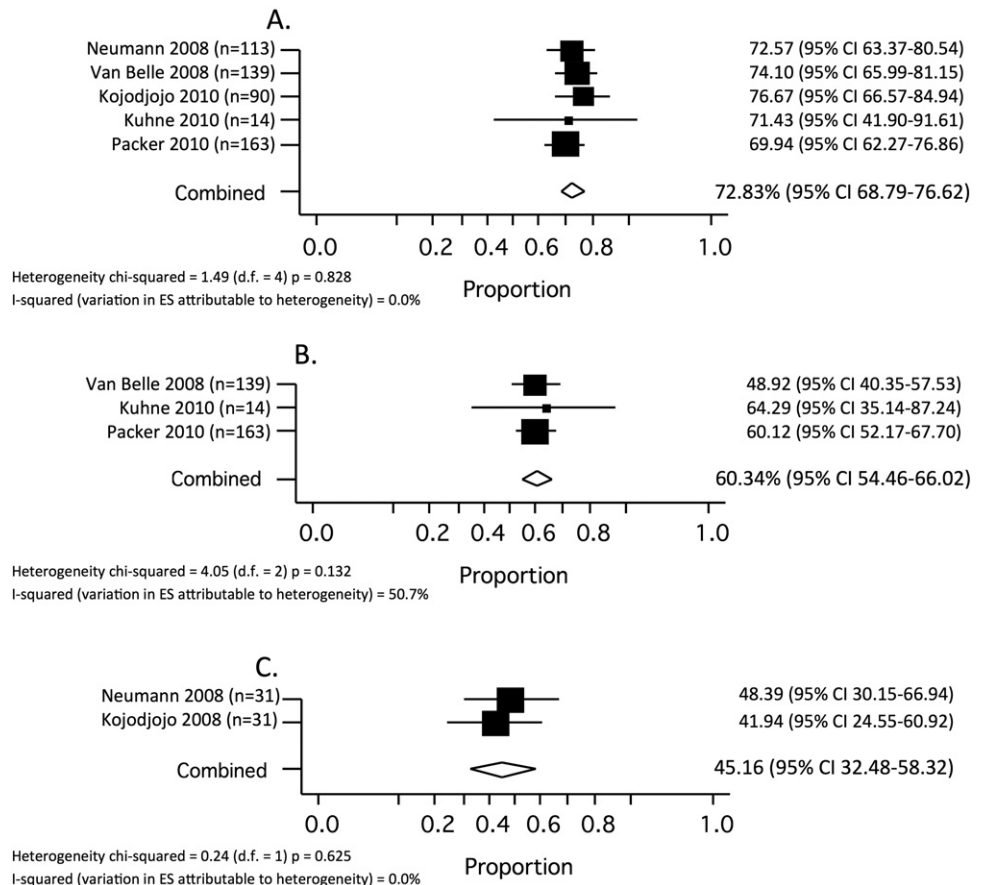 A.
Neumann 2008 (n=113) 72.57 (95% CI 63.37-80.54)
Van Belle 2008 (n=139) 74.10 (95% CI 65.99-81.15)
Kojodjojo 2010 (n=90) 76.67 (95% CI 66.57-84.94)
Kuhne 2010 (n=14) 71.43 (95% CI 41.90-91.61)
Packer 2010 (n=163) 69.94 (95% CI 62.27-76.86)
Combined 72.83% (95% CI 68.79-76.62)
0.0 0.2 0.4 0.6 0.8 1.0
Proportion
Heterogeneity chi-squared = 1.49 (d.f. = 4) p = 0.828
I-squared (variation in ES attributable to heterogeneity) = 0.0%
B.
Van Belle 2008 (n=139) 48.92 (95% CI 40.35-57.53)
Kuhne 2010 (n=14) 64.29 (95% CI 35.14-87.24)
Packer 2010 (n=163) 60.12 (95% CI 52.17-67.70)
Combined 60.34% (95% CI 54.46-66.02)
0.0 0.2 0.4 0.6 0.8 1.0
Proportion
Heterogeneity chi-squared = 4.05 (d.f. = 2) p = 0.132
I-squared (variation in ES attributable to heterogeneity) = 50.7%
C.
Neumann 2008 (n=31) 48.39 (95% CI 30.15-66.94)
Kojodjojo 2008 (n=31) 41.94 (95% CI 24.55-60.92)
Combined 45.16 (95% CI 32.48-58.32)
0.0 0.2 0.4 0.6 0.8 1.0
Proportion
Heterogeneity chi-squared = 0.24 (d.f. = 1) p = 0.625
I-squared (variation in ES attributable to heterogeneity) = 0.0%